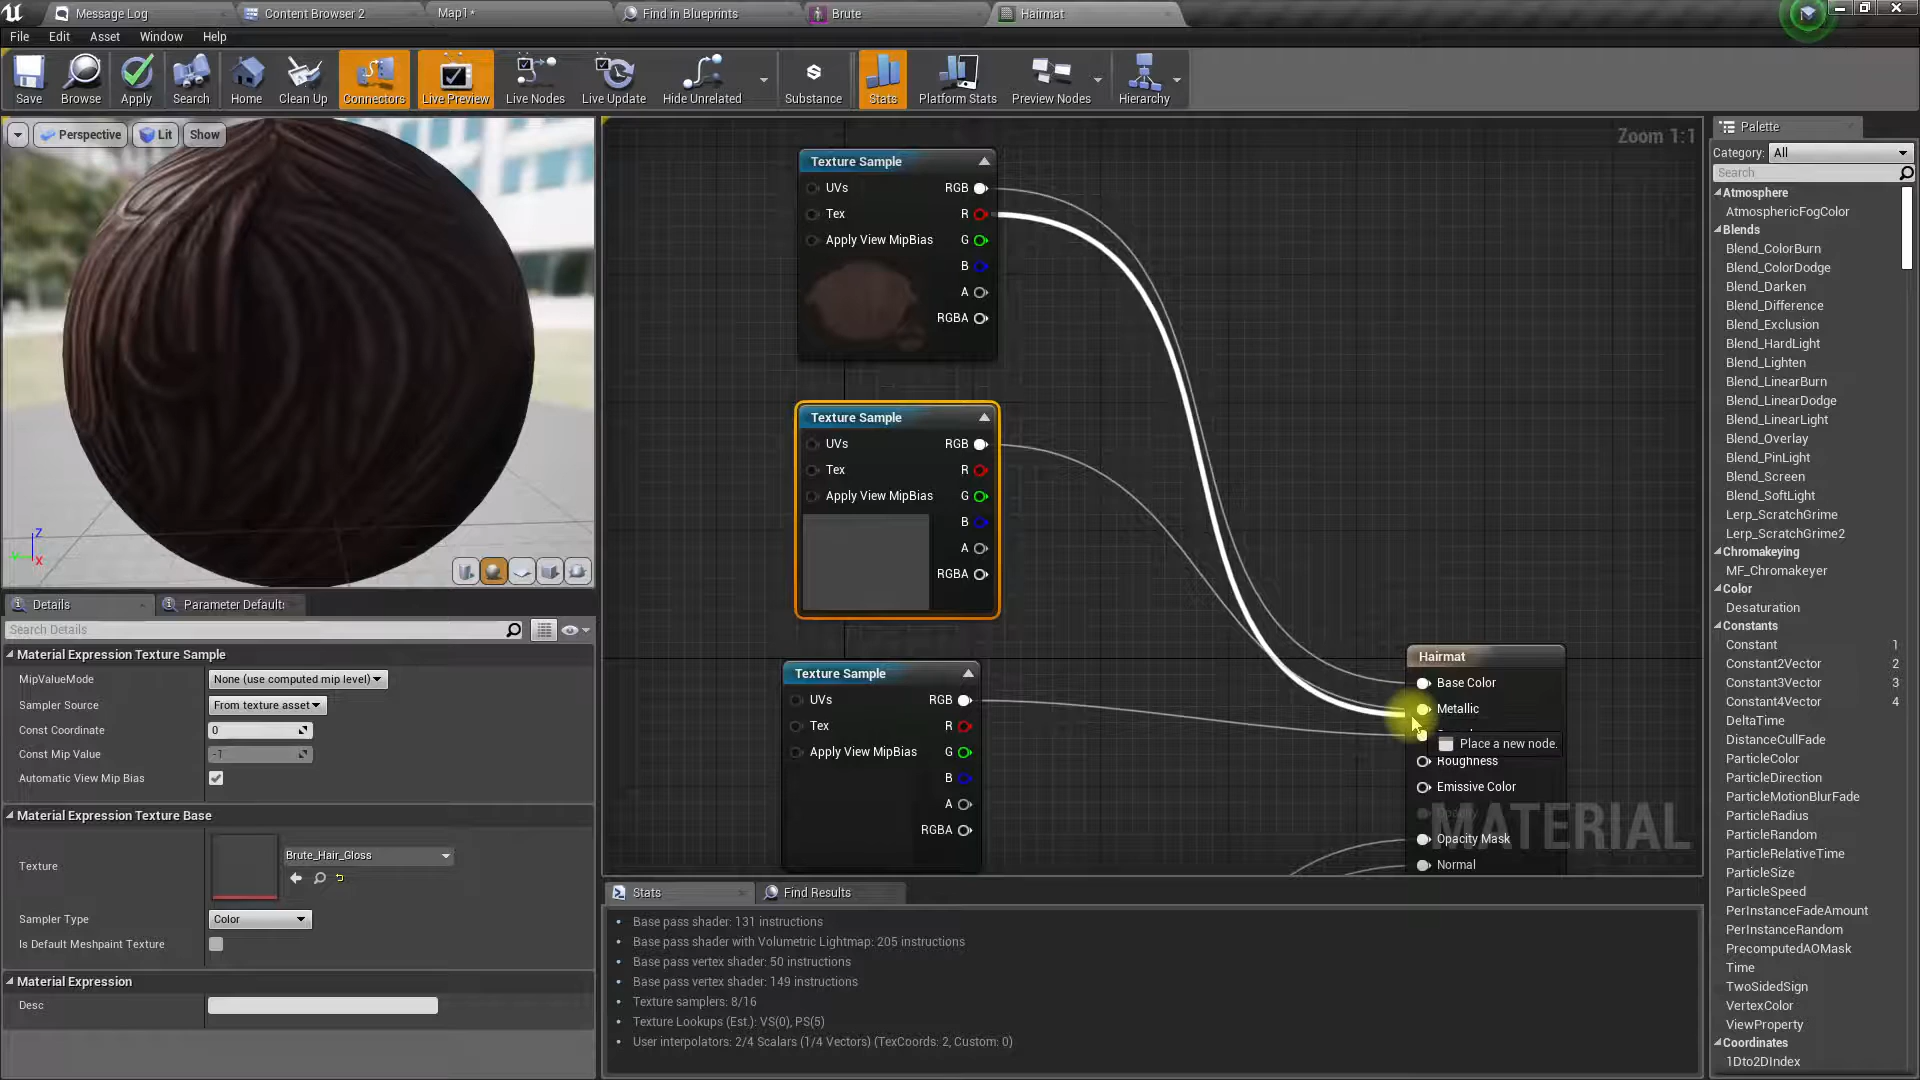 Message Log
Content Browser 2
Map1*
Find in Blueprints
Brute
Hairmat
File
Edit
Asset
Window
Help
Save
Browse
Apply
Search
Home
Clean Up
Connectors
Live Preview
Live Nodes
Live Update
Hide Unrelated
Substance
Stats
Platform Stats
Preview Nodes
Hierarchy
Perspective
Lit
Show
Z
X
Details
Parameter Defaults
Search Details
Material Expression Texture Sample
MipValueMode
None (use computed mip level)
Sampler Source
From texture asset
Const Coordinate
0
Const Mip Value
-1
Automatic View Mip Bias
Material Expression Texture Base
Texture
Brute_Hair_Gloss
Sampler Type
Color
Is Default Meshpaint Texture
Material Expression
Desc
Zoom 1:1
Texture Sample
UVs
RGB
Tex
R
Apply View MipBias
G
B
A
RGBA
Texture Sample
UVs
RGB
Tex
R
Apply View MipBias
G
B
A
RGBA
Texture Sample
UVs
RGB
Tex
R
Apply View MipBias
G
B
A
RGBA
Hairmat
Base Color
Metallic
Place a new node.
Roughness
Emissive Color
Opacity Mask
Normal
MATERIAL
Stats
Find Results
Base pass shader: 131 instructions
Base pass shader with Volumetric Lightmap: 205 instructions
Base pass vertex shader: 50 instructions
Base pass vertex shader: 149 instructions
Texture samplers: 8/16
Texture Lookups (Est.): VS(0), PS(5)
User interpolators: 2/4 Scalars (1/4 Vectors) (TexCoords: 2, Custom: 0)
Palette
Category:
All
Search
Atmosphere
AtmosphericFogColor
Blends
Blend_ColorBurn
Blend_ColorDodge
Blend_Darken
Blend_Difference
Blend_Exclusion
Blend_HardLight
Blend_Lighten
Blend_LinearBurn
Blend_LinearDodge
Blend_LinearLight
Blend_Overlay
Blend_PinLight
Blend_Screen
Blend_SoftLight
Lerp_ScratchGrime
Lerp_ScratchGrime2
Chromakeying
MF_Chromakeyer
Color
Desaturation
Constants
Constant 1
Constant2Vector 2
Constant3Vector 3
Constant4Vector 4
DeltaTime
DistanceCullFade
ParticleColor
ParticleDirection
ParticleMotionBlurFade
ParticleRadius
ParticleRandom
ParticleRelativeTime
ParticleSize
ParticleSpeed
PerInstanceFadeAmount
PerInstanceRandom
PrecomputedAOMask
Time
TwoSidedSign
VertexColor
ViewProperty
Coordinates
1Dto2DIndex